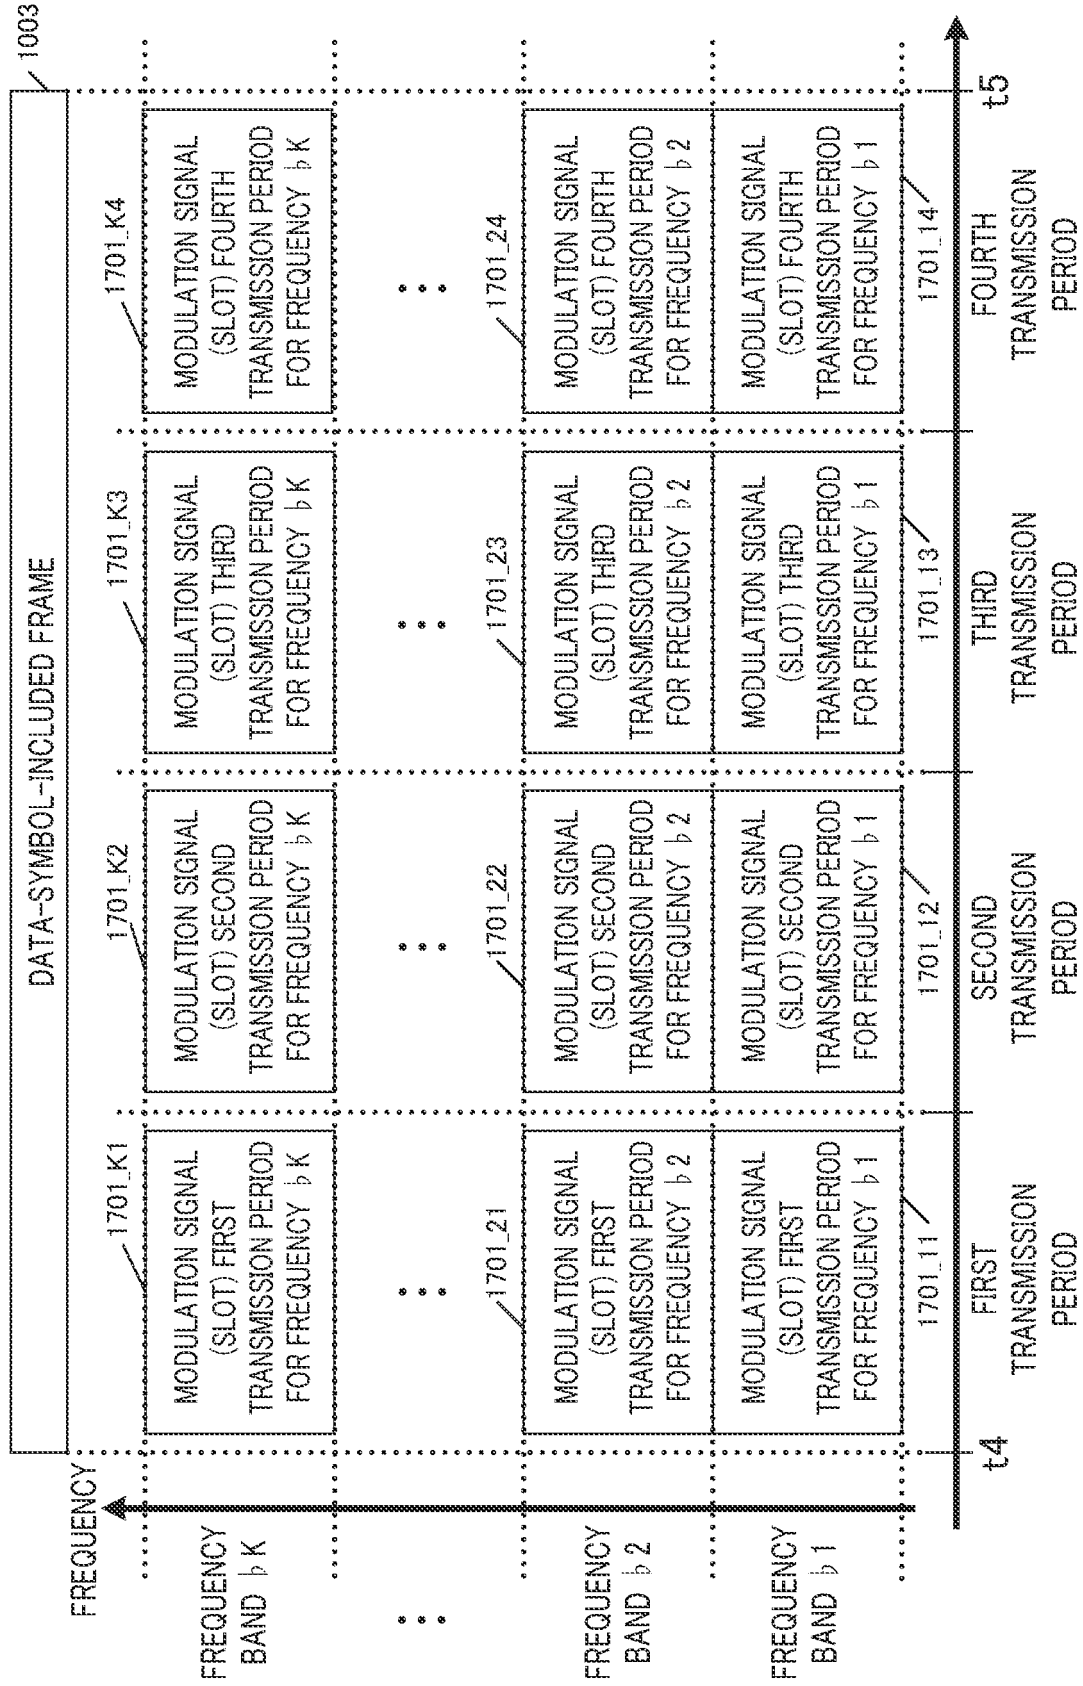 1003
DATA-SYMBOL-INCLUDED FRAME
FREQUENCY
1701_K1
1701_K2
1701_K3
1701_K4
FREQUENCY
BAND ♭K
MODULATION SIGNAL
(SLOT) FIRST
TRANSMISSION PERIOD
FOR FREQUENCY ♭K
MODULATION SIGNAL
(SLOT) SECOND
TRANSMISSION PERIOD
FOR FREQUENCY ♭K
MODULATION SIGNAL
(SLOT) THIRD
TRANSMISSION PERIOD
FOR FREQUENCY ♭K
MODULATION SIGNAL
(SLOT) FOURTH
TRANSMISSION PERIOD
FOR FREQUENCY ♭K
1701_21
1701_22
1701_23
1701_24
FREQUENCY
BAND ♭2
MODULATION SIGNAL
(SLOT) FIRST
TRANSMISSION PERIOD
FOR FREQUENCY ♭2
MODULATION SIGNAL
(SLOT) SECOND
TRANSMISSION PERIOD
FOR FREQUENCY ♭2
MODULATION SIGNAL
(SLOT) THIRD
TRANSMISSION PERIOD
FOR FREQUENCY ♭2
MODULATION SIGNAL
(SLOT) FOURTH
TRANSMISSION PERIOD
FOR FREQUENCY ♭2
FREQUENCY
BAND ♭1
MODULATION SIGNAL
(SLOT) FIRST
TRANSMISSION PERIOD
FOR FREQUENCY ♭1
MODULATION SIGNAL
(SLOT) SECOND
TRANSMISSION PERIOD
FOR FREQUENCY ♭1
MODULATION SIGNAL
(SLOT) THIRD
TRANSMISSION PERIOD
FOR FREQUENCY ♭1
MODULATION SIGNAL
(SLOT) FOURTH
TRANSMISSION PERIOD
FOR FREQUENCY ♭1
1701_11
1701_12
1701_13
1701_14
t4
FIRST
TRANSMISSION
PERIOD
SECOND
TRANSMISSION
PERIOD
THIRD
TRANSMISSION
PERIOD
FOURTH
TRANSMISSION
PERIOD
t5